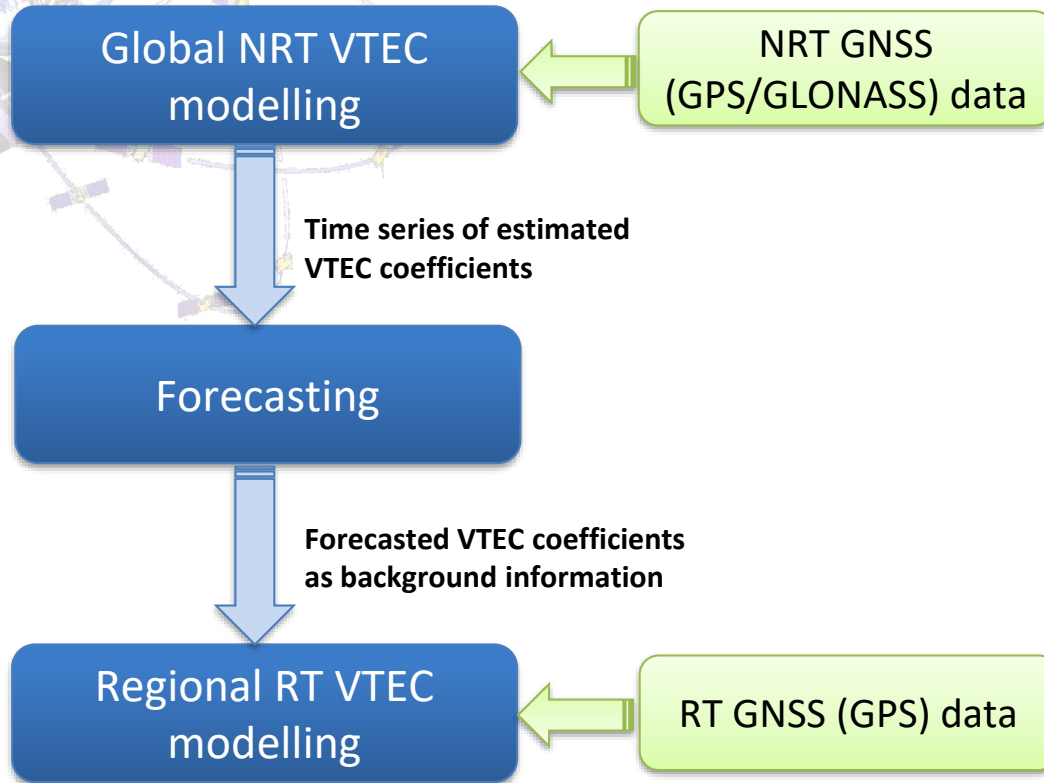 Global NRT VTEC
modelling
NRT GNSS
(GPS/GLONASS) data
Time series of estimated
VTEC coefficients
Forecasting
Forecasted VTEC coefficients
as background information
Regional RT VTEC
modelling
RT GNSS (GPS) data